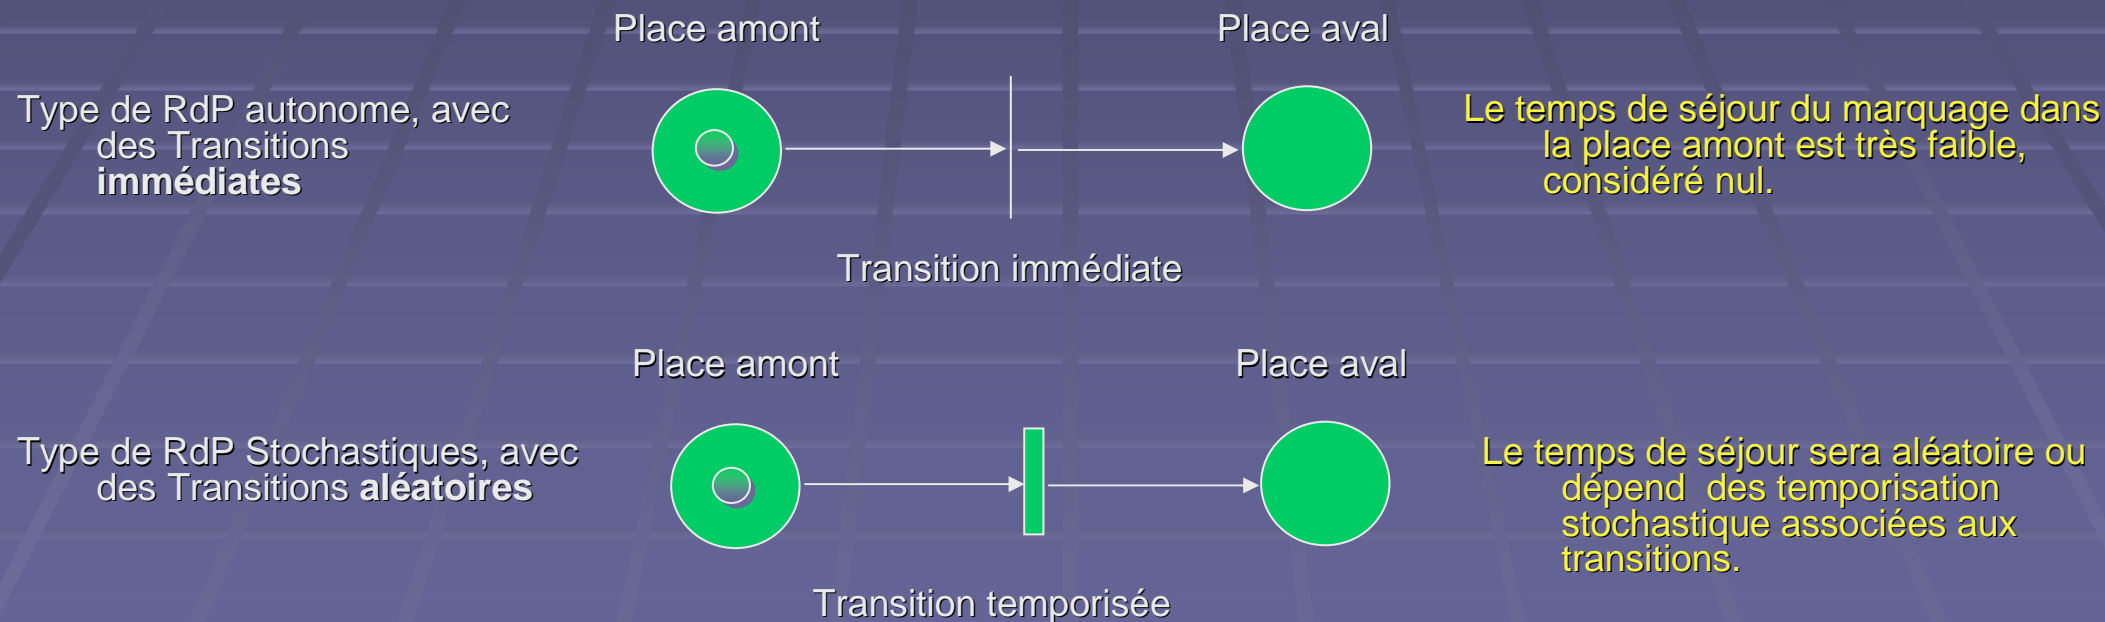 Place amont
Place aval
Type de RdP autonome, avec
des Transitions
immédiates
Le temps de séjour du marquage dans
la place amont est très faible,
considéré nul.
Transition immédiate
Place amont
Place aval
Type de RdP Stochastiques, avec
des Transitions aléatoires
Le temps de séjour sera aléatoire ou
dépend  des temporisation
stochastique associées aux
transitions.
Transition temporisée